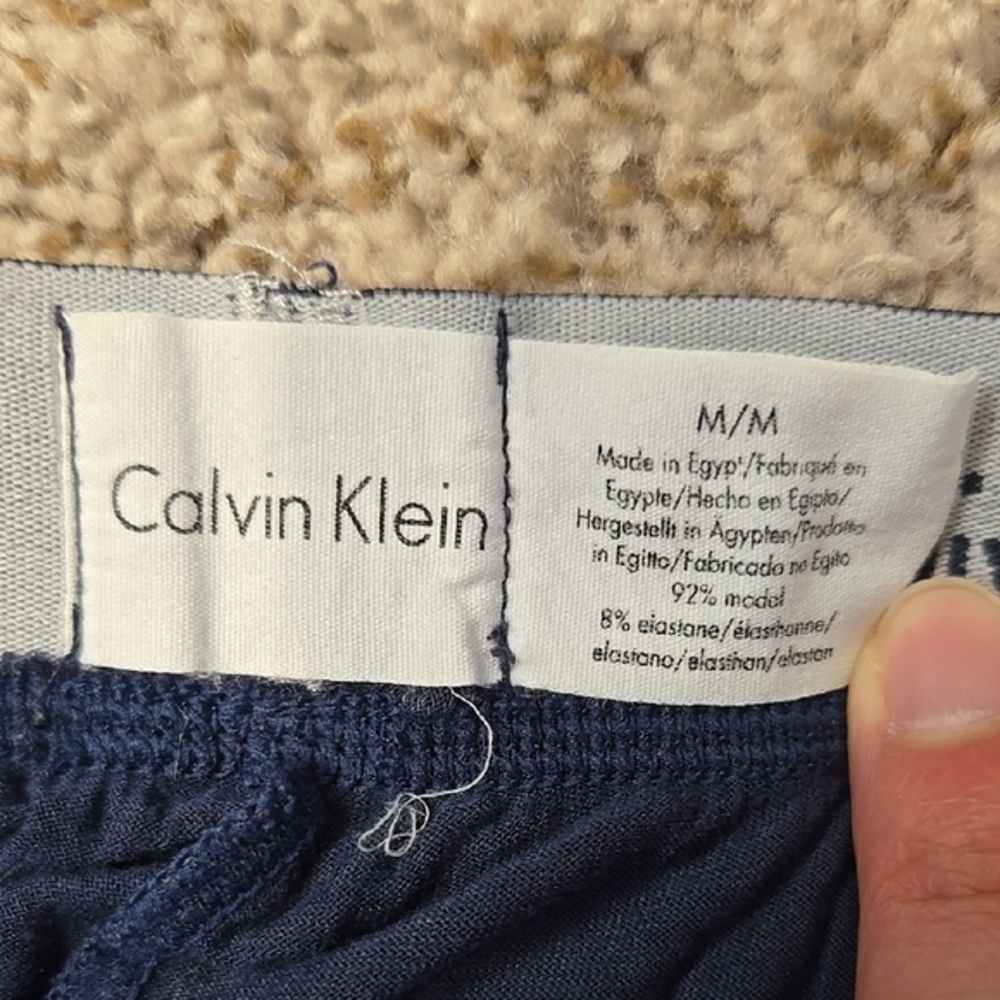 Calvin Klein
M/M
Made in Egypt/Fabriqué en
Egypte/Hecho en Egipto/
Hergestellt in Ägypten/Prodotto
in Egitto/Fabricado no Egito
92% modal
8% elastane/élasthanne/
elastano/elasthan/elastan